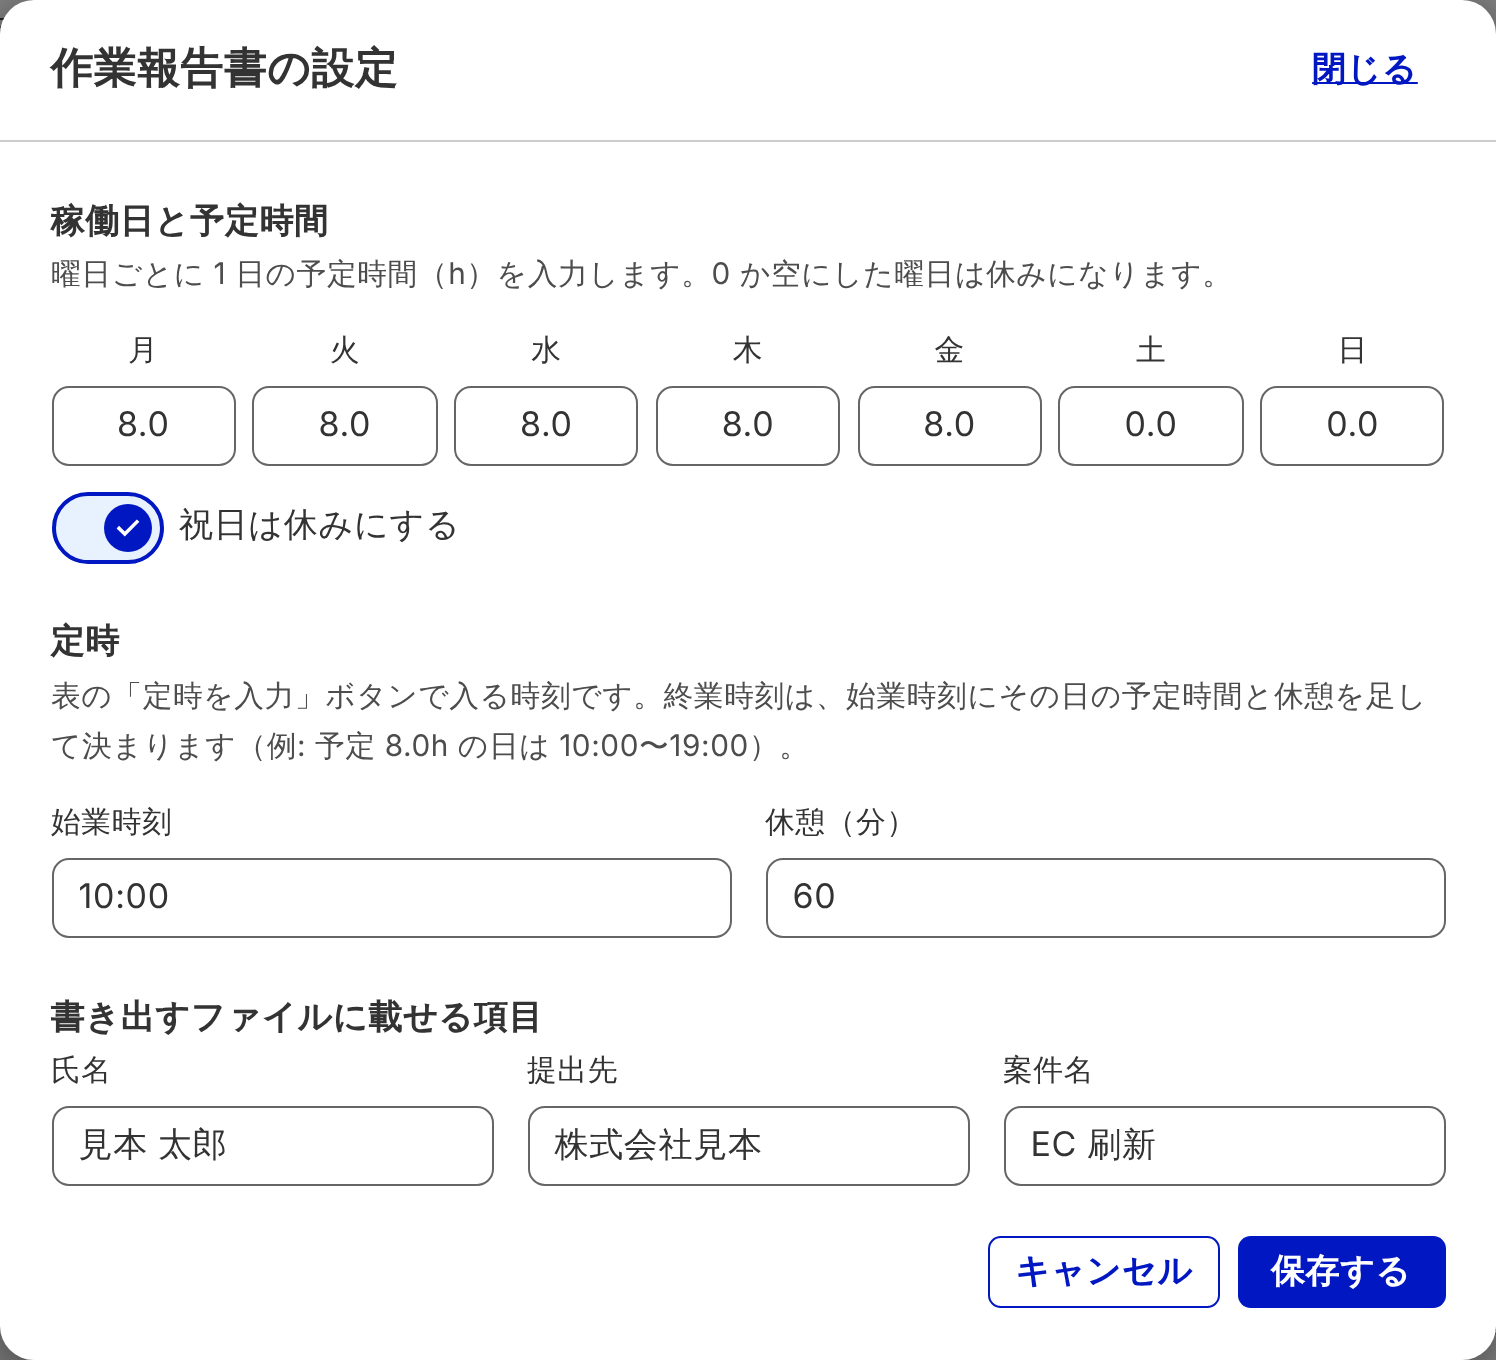 作業報告書の設定
閉じる
稼働日と予定時間
曜日ごとに 1 日の予定時間（h）を入力します。0 か空にした曜日は休みになります。
月 火 水 木 金 土 日
8.0 8.0 8.0 8.0 8.0 0.0 0.0
祝日は休みにする
定時
表の「定時を入力」ボタンで入る時刻です。終業時刻は、始業時刻にその日の予定時間と休憩を足し
て決まります（例: 予定 8.0h の日は 10:00〜19:00）。
始業時刻 休憩（分）
10:00 60
書き出すファイルに載せる項目
氏名 提出先 案件名
見本 太郎 株式会社見本 EC 刷新
キャンセル 保存する